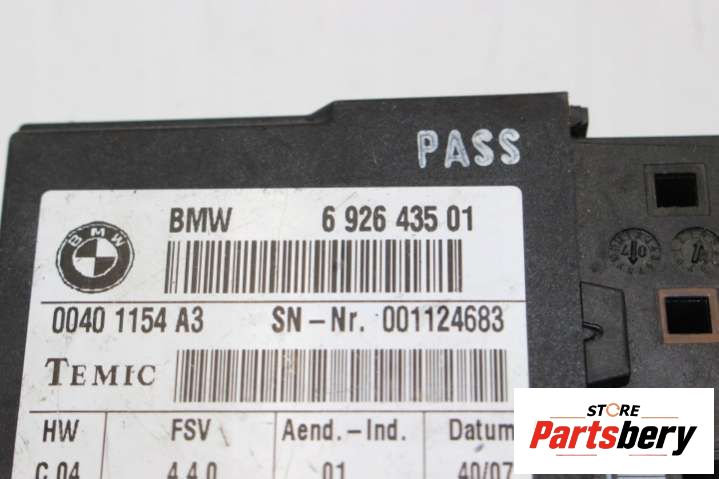 PASS
BMW 6 926 435 01
BMW
0040 1154 A3 SN-Nr. 001124683
TEMIC
HW FSV Aend.-Ind. Datum
C 04 4.4.0 01 40/07
STORE
Partsbery